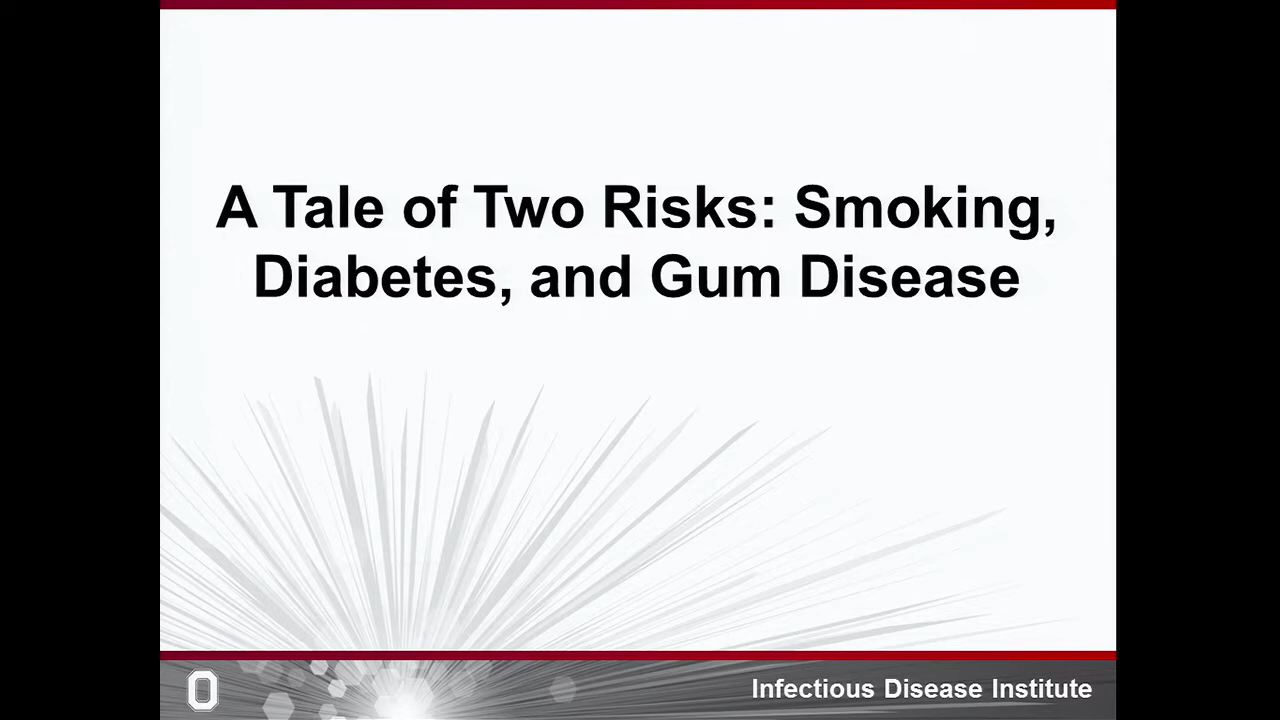 A Tale of Two Risks: Smoking,
Diabetes, and Gum Disease
O
Infectious Disease Institute